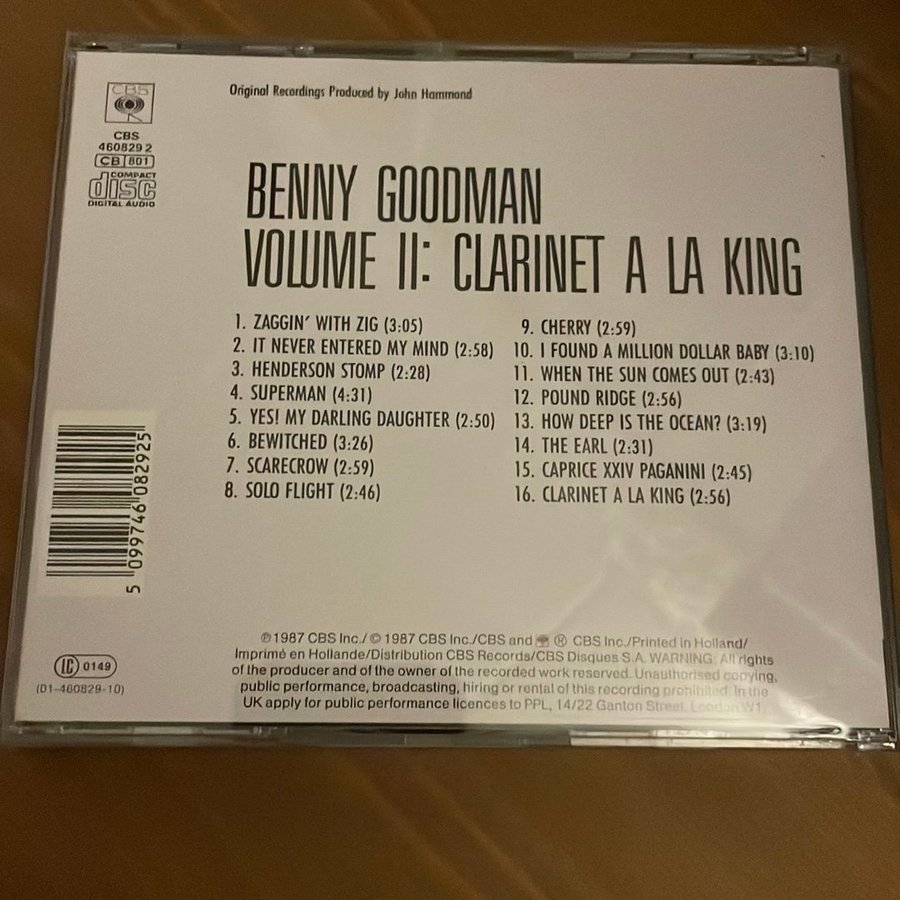 CBS
CBS
460829 2
CB 801
COMPACT
disc
DIGITAL AUDIO
Original Recordings Produced by John Hammond
BENNY GOODMAN
VOLUME II: CLARINET A LA KING
1. ZAGGIN' WITH ZIG (3:05)
2. IT NEVER ENTERED MY MIND (2:58)
3. HENDERSON STOMP (2:28)
4. SUPERMAN (4:31)
5. YES! MY DARLING DAUGHTER (2:50)
6. BEWITCHED (3:26)
7. SCARECROW (2:59)
8. SOLO FLIGHT (2:46)
9. CHERRY (2:59)
10. I FOUND A MILLION DOLLAR BABY (3:10)
11. WHEN THE SUN COMES OUT (2:43)
12. POUND RIDGE (2:56)
13. HOW DEEP IS THE OCEAN? (3:19)
14. THE EARL (2:31)
15. CAPRICE XXIV PAGANINI (2:45)
16. CLARINET A LA KING (2:56)
5 099746 082925
LC 0149
(D1-460829-10)
℗ 1987 CBS Inc./ © 1987 CBS Inc./CBS and ® CBS Inc./Printed in Holland/
Imprimé en Hollande/Distribution CBS Records/CBS Disques S.A. WARNING: All rights
of the producer and of the owner of the recorded work reserved. Unauthorised copying,
public performance, broadcasting, hiring or rental of this recording prohibited. In the
UK apply for public performance licences to PPL, 14/22 Ganton Street, London W1.